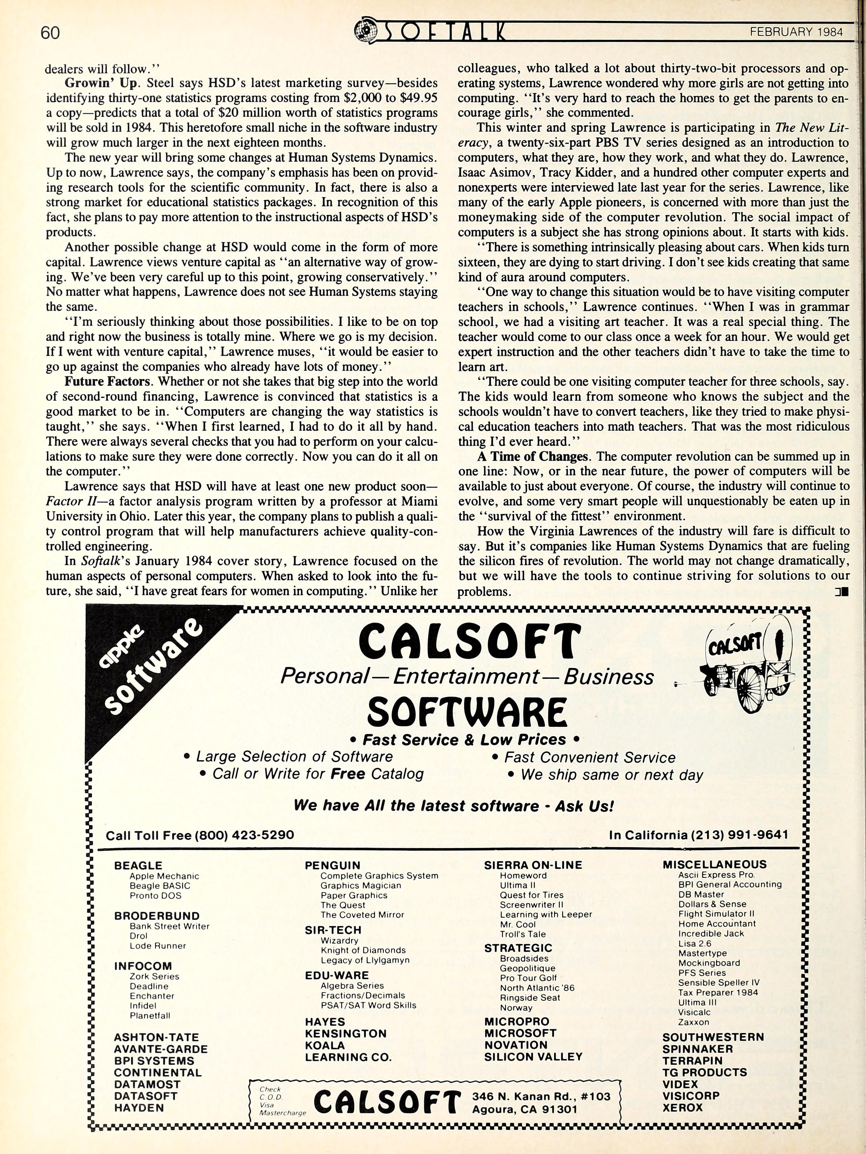 60
SOFTALK
FEBRUARY 1984
dealers will follow.''
Growin' Up. Steel says HSD's latest marketing survey—besides
identifying thirty-one statistics programs costing from $2,000 to $49.95
a copy—predicts that a total of $20 million worth of statistics programs
will be sold in 1984. This heretofore small niche in the software industry
will grow much larger in the next eighteen months.
The new year will bring some changes at Human Systems Dynamics.
Up to now, Lawrence says, the company's emphasis has been on provid-
ing research tools for the scientific community. In fact, there is also a
strong market for educational statistics packages. In recognition of this
fact, she plans to pay more attention to the instructional aspects of HSD's
products.
Another possible change at HSD would come in the form of more
capital. Lawrence views venture capital as ''an alternative way of grow-
ing. We've been very careful up to this point, growing conservatively.''
No matter what happens, Lawrence does not see Human Systems staying
the same.
''I'm seriously thinking about those possibilities. I like to be on top
and right now the business is totally mine. Where we go is my decision.
If I went with venture capital,'' Lawrence muses, ''it would be easier to
go up against the companies who already have lots of money.''
Future Factors. Whether or not she takes that big step into the world
of second-round financing, Lawrence is convinced that statistics is a
good market to be in. ''Computers are changing the way statistics is
taught,'' she says. ''When I first learned, I had to do it all by hand.
There were always several checks that you had to perform on your calcu-
lations to make sure they were done correctly. Now you can do it all on
the computer.''
Lawrence says that HSD will have at least one new product soon—
Factor II—a factor analysis program written by a professor at Miami
University in Ohio. Later this year, the company plans to publish a quali-
ty control program that will help manufacturers achieve quality-con-
trolled engineering.
In Softalk's January 1984 cover story, Lawrence focused on the
human aspects of personal computers. When asked to look into the fu-
ture, she said, ''I have great fears for women in computing.'' Unlike her
colleagues, who talked a lot about thirty-two-bit processors and op-
erating systems, Lawrence wondered why more girls are not getting into
computing. ''It's very hard to reach the homes to get the parents to en-
courage girls,'' she commented.
This winter and spring Lawrence is participating in The New Lit-
eracy, a twenty-six-part PBS TV series designed as an introduction to
computers, what they are, how they work, and what they do. Lawrence,
Isaac Asimov, Tracy Kidder, and a hundred other computer experts and
nonexperts were interviewed late last year for the series. Lawrence, like
many of the early Apple pioneers, is concerned with more than just the
moneymaking side of the computer revolution. The social impact of
computers is a subject she has strong opinions about. It starts with kids.
''There is something intrinsically pleasing about cars. When kids turn
sixteen, they are dying to start driving. I don't see kids creating that same
kind of aura around computers.
''One way to change this situation would be to have visiting computer
teachers in schools,'' Lawrence continues. ''When I was in grammar
school, we had a visiting art teacher. It was a real special thing. The
teacher would come to our class once a week for an hour. We would get
expert instruction and the other teachers didn't have to take the time to
learn art.
''There could be one visiting computer teacher for three schools, say.
The kids would learn from someone who knows the subject and the
schools wouldn't have to convert teachers, like they tried to make physi-
cal education teachers into math teachers. That was the most ridiculous
thing I'd ever heard.''
A Time of Changes. The computer revolution can be summed up in
one line: Now, or in the near future, the power of computers will be
available to just about everyone. Of course, the industry will continue to
evolve, and some very smart people will unquestionably be eaten up in
the ''survival of the fittest'' environment.
How the Virginia Lawrences of the industry will fare is difficult to
say. But it's companies like Human Systems Dynamics that are fueling
the silicon fires of revolution. The world may not change dramatically,
but we will have the tools to continue striving for solutions to our
problems.
apple
software
CALSOFT
CALSOFT
Personal—Entertainment—Business
SOFTWARE
• Fast Service & Low Prices •
• Large Selection of Software
• Fast Convenient Service
• Call or Write for Free Catalog
• We ship same or next day
We have All the latest software - Ask Us!
Call Toll Free (800) 423-5290
In California (213) 991-9641
BEAGLE
Apple Mechanic
Beagle BASIC
Pronto DOS
BRODERBUND
Bank Street Writer
Drol
Lode Runner
INFOCOM
Zork Series
Deadline
Enchanter
Infidel
Planetfall
ASHTON-TATE
AVANTE-GARDE
BPI SYSTEMS
CONTINENTAL
DATAMOST
DATASOFT
HAYDEN
PENGUIN
Complete Graphics System
Graphics Magician
Paper Graphics
The Quest
The Coveted Mirror
SIR-TECH
Wizardry
Knight of Diamonds
Legacy of Llylgamyn
EDU-WARE
Algebra Series
Fractions/Decimals
PSAT/SAT Word Skills
HAYES
KENSINGTON
KOALA
LEARNING CO.
SIERRA ON-LINE
Homeword
Ultima II
Quest for Tires
Screenwriter II
Learning with Leeper
Mr. Cool
Troll's Tale
STRATEGIC
Broadsides
Geopolitique
Pro Tour Golf
North Atlantic '86
Ringside Seat
Norway
MICROPRO
MICROSOFT
NOVATION
SILICON VALLEY
MISCELLANEOUS
Ascii Express Pro.
BPI General Accounting
DB Master
Dollars & Sense
Flight Simulator II
Home Accountant
Incredible Jack
Lisa 2.6
Mastertype
Mockingboard
PFS Series
Sensible Speller IV
Tax Preparer 1984
Ultima III
Visicalc
Zaxxon
SOUTHWESTERN
SPINNAKER
TERRAPIN
TG PRODUCTS
VIDEX
VISICORP
XEROX
Check
C.O.D.
Visa
Mastercharge
CALSOFT
346 N. Kanan Rd., #103
Agoura, CA 91301